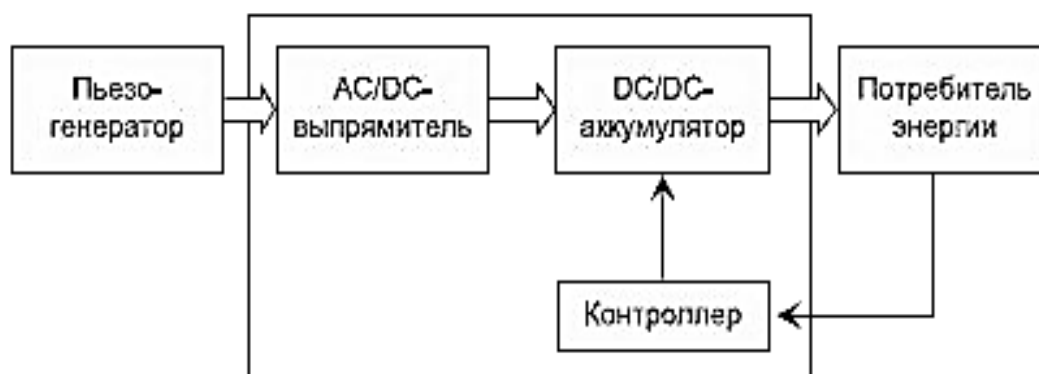 Пьезо-
генератор
AC/DC-
выпрямитель
DC/DC-
аккумулятор
Потребитель
энергии
Контроллер